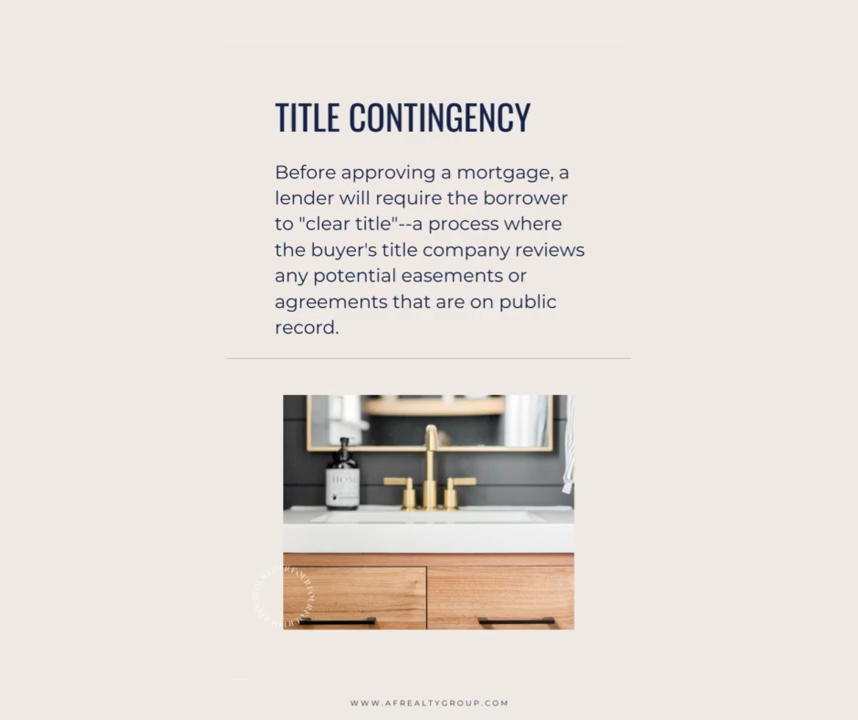 TITLE CONTINGENCY
Before approving a mortgage, a
lender will require the borrower
to "clear title"--a process where
the buyer's title company reviews
any potential easements or
agreements that are on public
record.
HOME
WWW.AFREALTYGROUP.COM